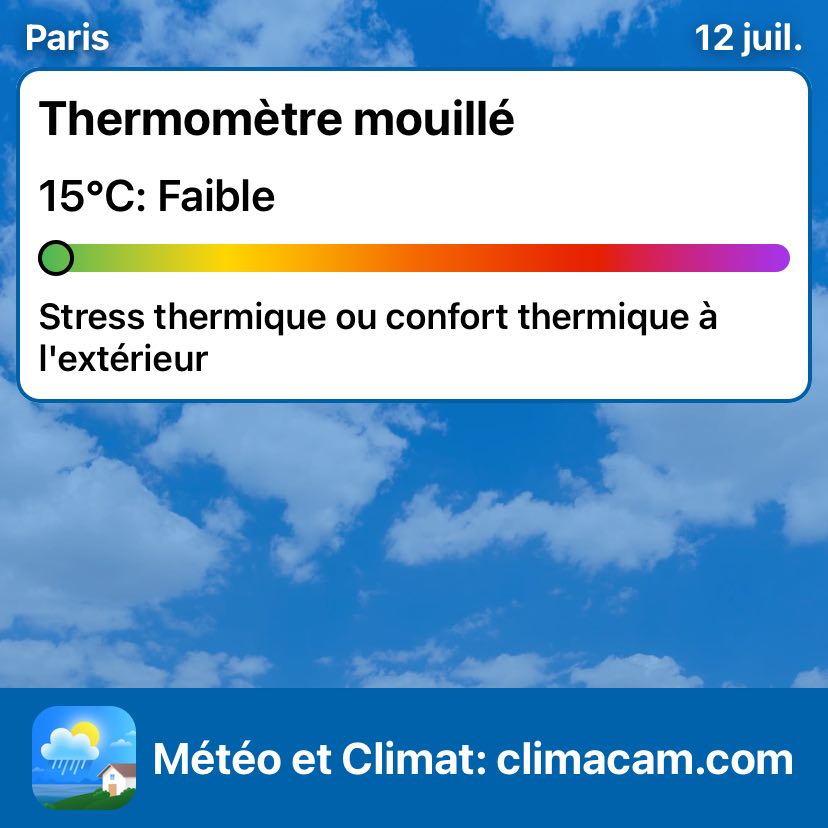 Paris
12 juil.
Thermomètre mouillé
15°C: Faible
Stress thermique ou confort thermique à
l'extérieur
Météo et Climat: climacam.com